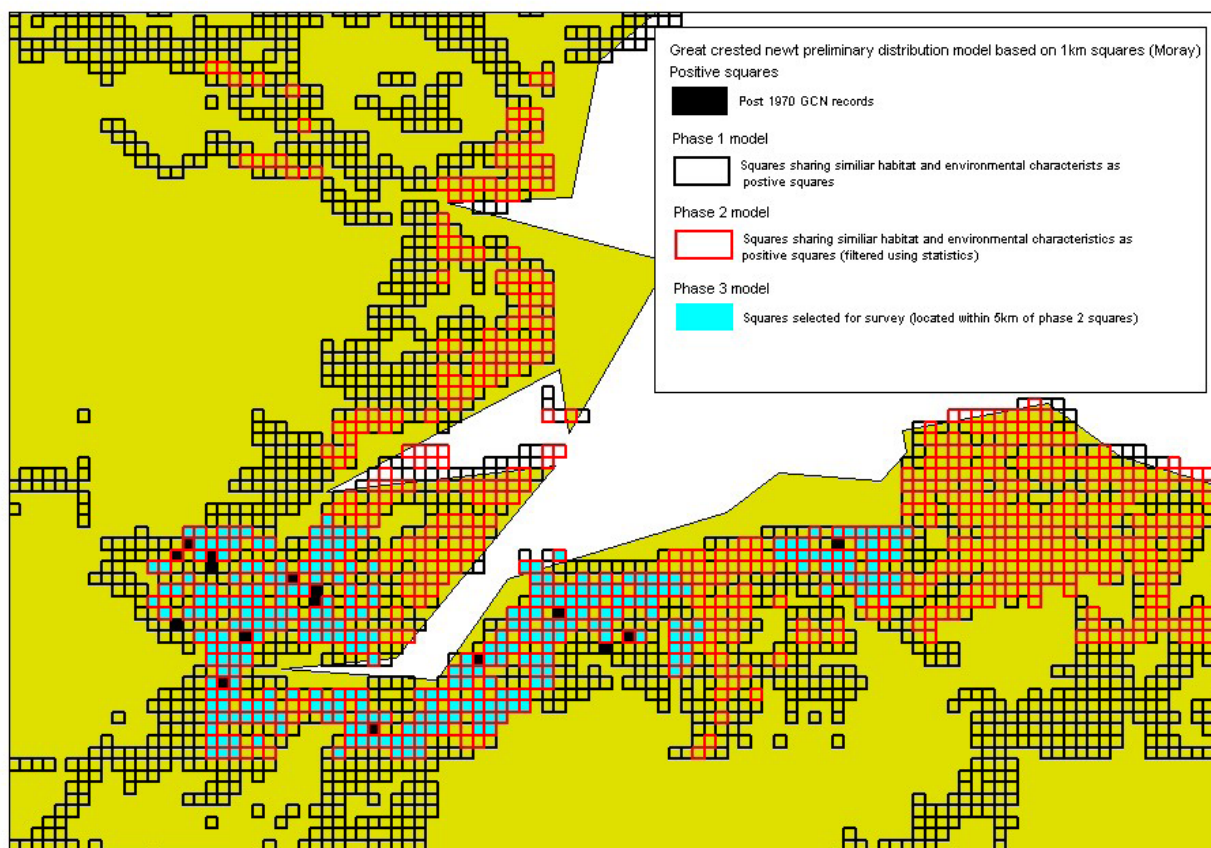 Great crested newt preliminary distribution model based on 1km squares (Moray)
Positive squares
Post 1970 GCN records
Phase 1 model
Squares sharing similiar habitat and environmental characterists as
postive squares
Phase 2 model
Squares sharing similiar habitat and environmental characteristics as
positive squares (filtered using statistics)
Phase 3 model
Squares selected for survey (located within 5km of phase 2 squares)